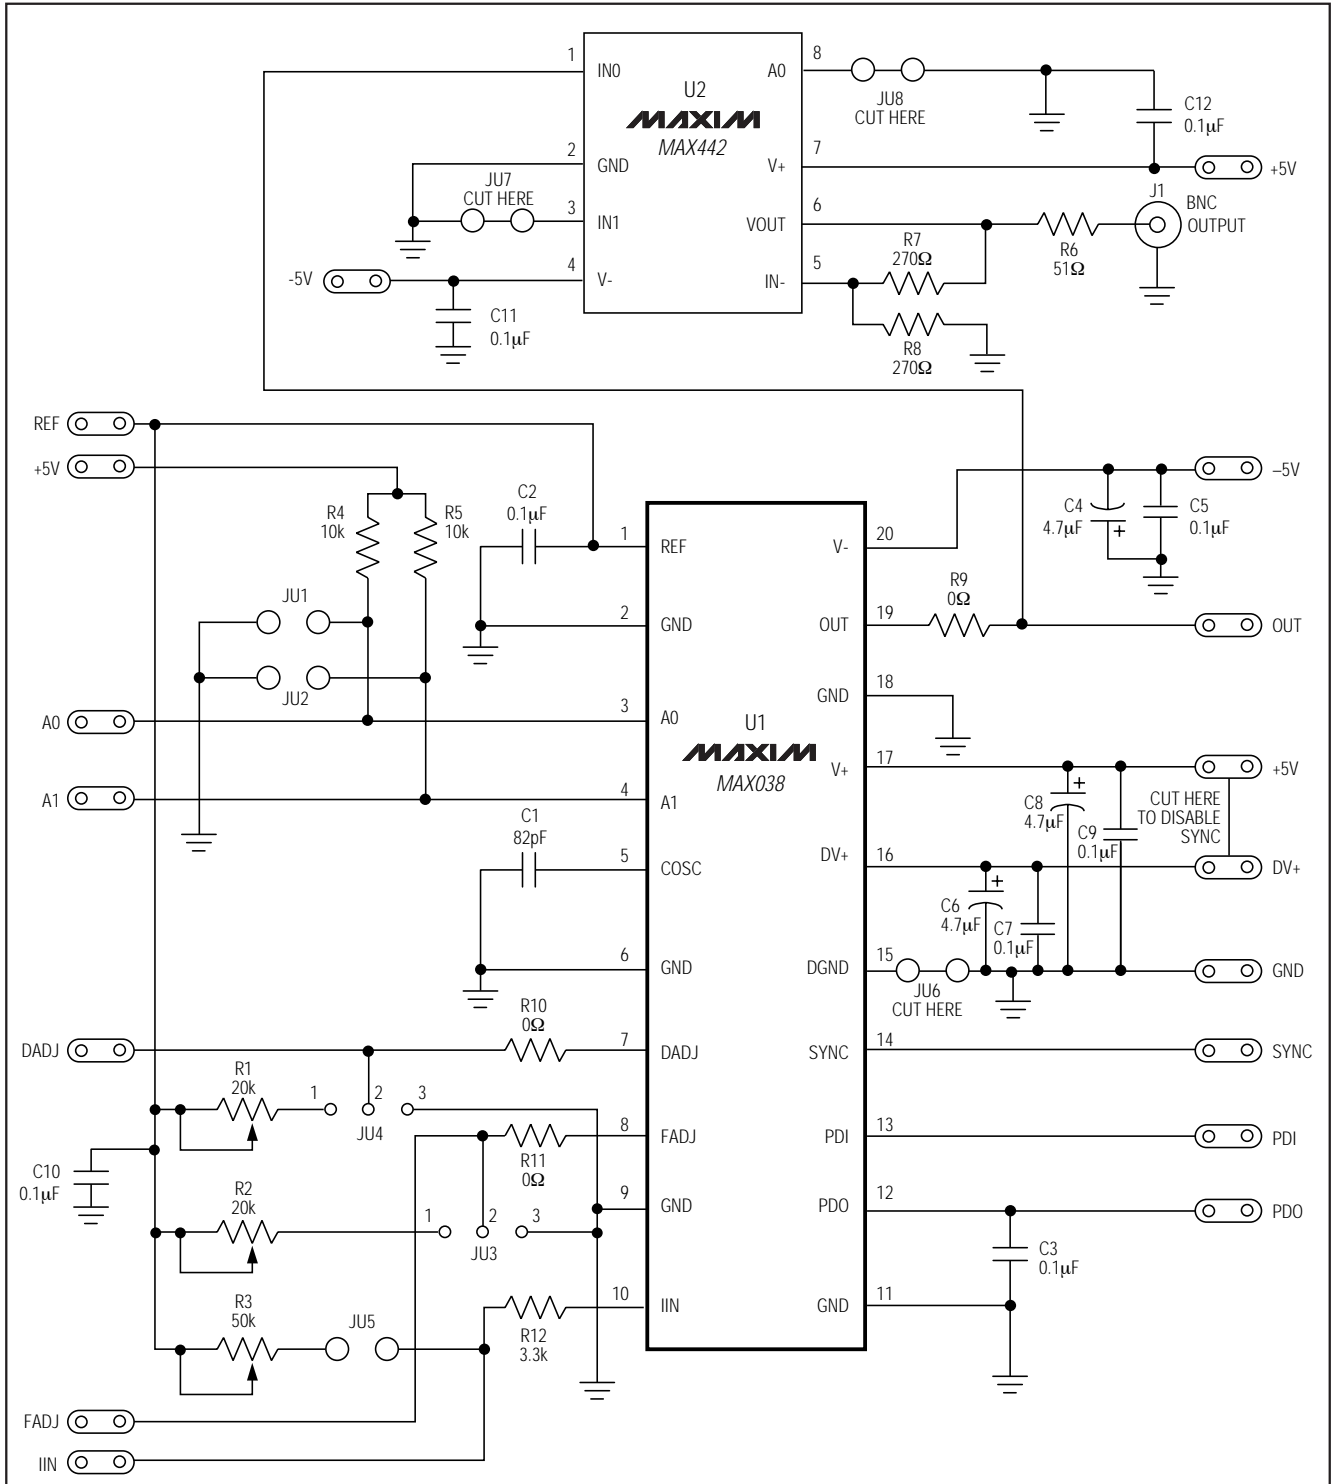 1
IN0
U2
MAXIM
MAX442
A0
8
JU8
CUT HERE
C12
0.1µF
2
GND
V+
7
+5V
JU7
CUT HERE
3
IN1
VOUT
6
J1
BNC
OUTPUT
R6
51Ω
R7
270Ω
-5V
4
V-
IN-
5
C11
0.1µF
R8
270Ω
REF
+5V
R4
10k
R5
10k
C2
0.1µF
1
REF
V-
20
C4
4.7µF
+
C5
0.1µF
–5V
JU1
2
GND
OUT
19
R9
0Ω
OUT
JU2
GND
18
A0
3
A0
U1
MAXIM
MAX038
V+
17
+5V
A1
4
A1
C8
4.7µF
+
C9
0.1µF
CUT HERE
TO DISABLE
SYNC
C1
82pF
5
COSC
DV+
16
DV+
C6
4.7µF
+
C7
0.1µF
6
GND
DGND
15
JU6
CUT HERE
GND
R10
0Ω
DADJ
7
DADJ
SYNC
14
SYNC
R1
20k
1
2
3
JU4
R11
0Ω
8
FADJ
PDI
13
PDI
C10
0.1µF
R2
20k
1
2
3
JU3
9
GND
PDO
12
PDO
C3
0.1µF
R3
50k
JU5
R12
3.3k
10
IIN
GND
11
FADJ
IIN